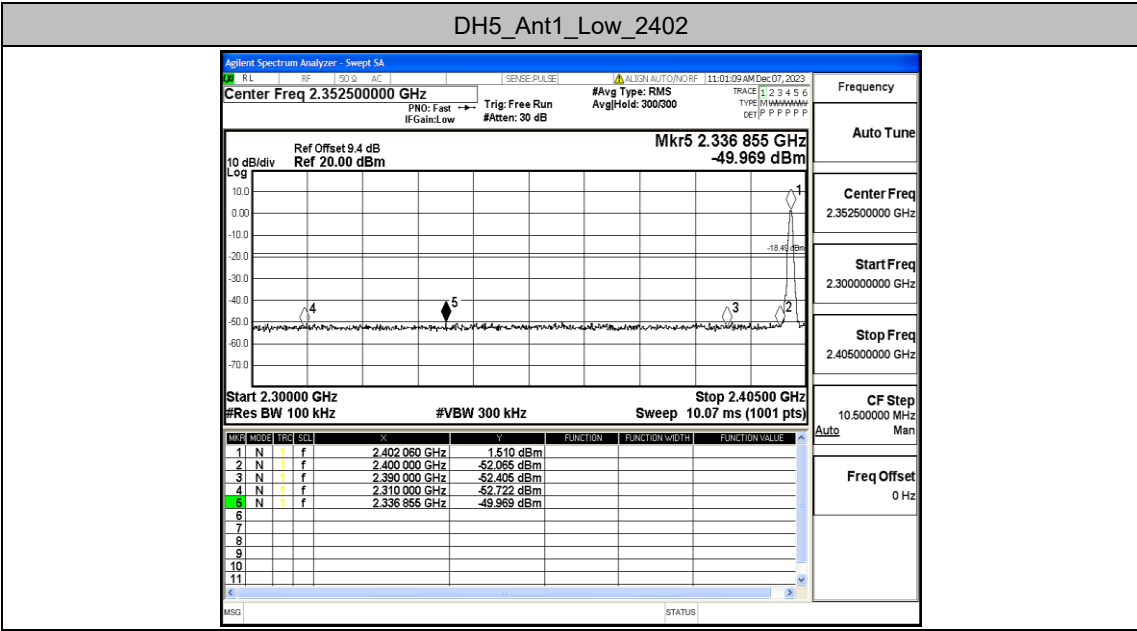 DH5_Ant1_Low_2402
Agilent Spectrum Analyzer - Swept SA
RL RF 50 Ω AC SENSE:PULSE ALIGN AUTO/NO RF 11:01:09 AM Dec 07, 2023
Center Freq 2.352500000 GHz
#Avg Type: RMS
TRACE 1 2 3 4 5 6
PNO: Fast
Trig: Free Run
Avg|Hold: 300/300
TYPE M
IFGain:Low
#Atten: 30 dB
DET P P P P P P
Mkr5 2.336 855 GHz
-49.969 dBm
Ref Offset 9.4 dB
10 dB/div Ref 20.00 dBm
Log
10.0
0.00
-10.0
-20.0
-30.0
-40.0
-50.0
-60.0
-70.0
1
-18.49 dBm
4
5
3
2
Start 2.30000 GHz Stop 2.40500 GHz
#Res BW 100 kHz #VBW 300 kHz Sweep 10.07 ms (1001 pts)
MKR MODE TRC SCL X Y FUNCTION FUNCTION WIDTH FUNCTION VALUE
1 N 1 f 2.402 060 GHz 1.510 dBm
2 N 1 f 2.400 000 GHz -52.065 dBm
3 N 1 f 2.390 000 GHz -52.405 dBm
4 N 1 f 2.310 000 GHz -52.722 dBm
5 N 1 f 2.336 855 GHz -49.969 dBm
6
7
8
9
10
11
MSG STATUS
Frequency
Auto Tune
Center Freq
2.352500000 GHz
Start Freq
2.300000000 GHz
Stop Freq
2.405000000 GHz
CF Step
10.500000 MHz
Auto Man
Freq Offset
0 Hz